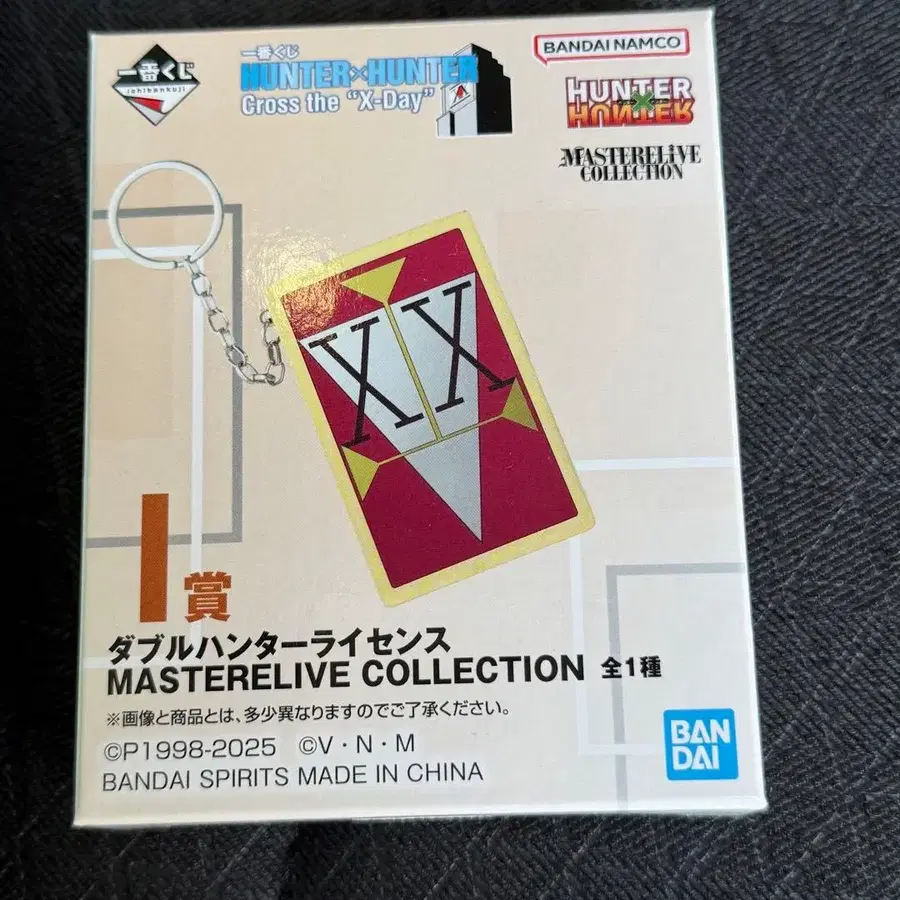 一番くじ
ichibankuji
一番くじ
HUNTER×HUNTER
Cross the "X-Day"
BANDAI NAMCO
HUNTER
HUNTER
MASTERELIVE
COLLECTION
XX
I賞
ダブルハンターライセンス
MASTERELIVE COLLECTION 全1種
※画像と商品とは、多少異なりますのでご了承ください。
©P1998-2025 ©V・N・M
BANDAI SPIRITS MADE IN CHINA
BAN
DAI